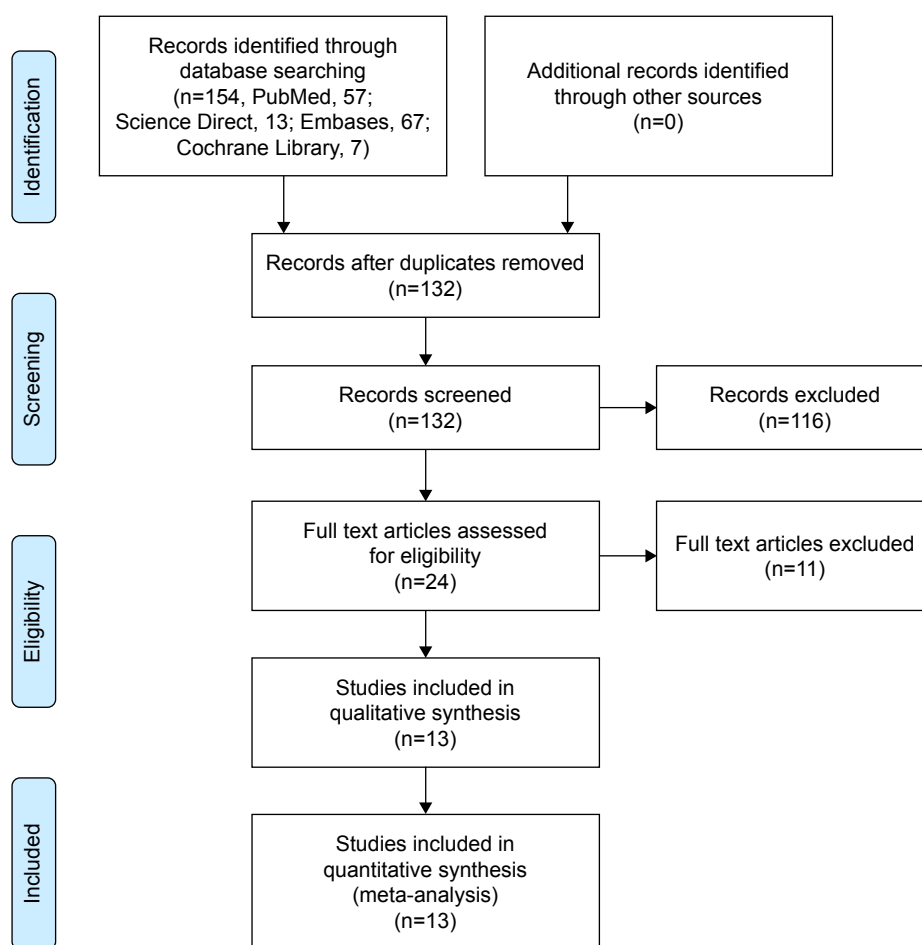 Identification
Records identified through
database searching
(n=154, PubMed, 57;
Science Direct, 13; Embases, 67;
Cochrane Library, 7)
Additional records identified
through other sources
(n=0)
Records after duplicates removed
(n=132)
Screening
Records screened
(n=132)
Records excluded
(n=116)
Eligibility
Full text articles assessed
for eligibility
(n=24)
Full text articles excluded
(n=11)
Studies included in
qualitative synthesis
(n=13)
Included
Studies included in
quantitative synthesis
(meta-analysis)
(n=13)